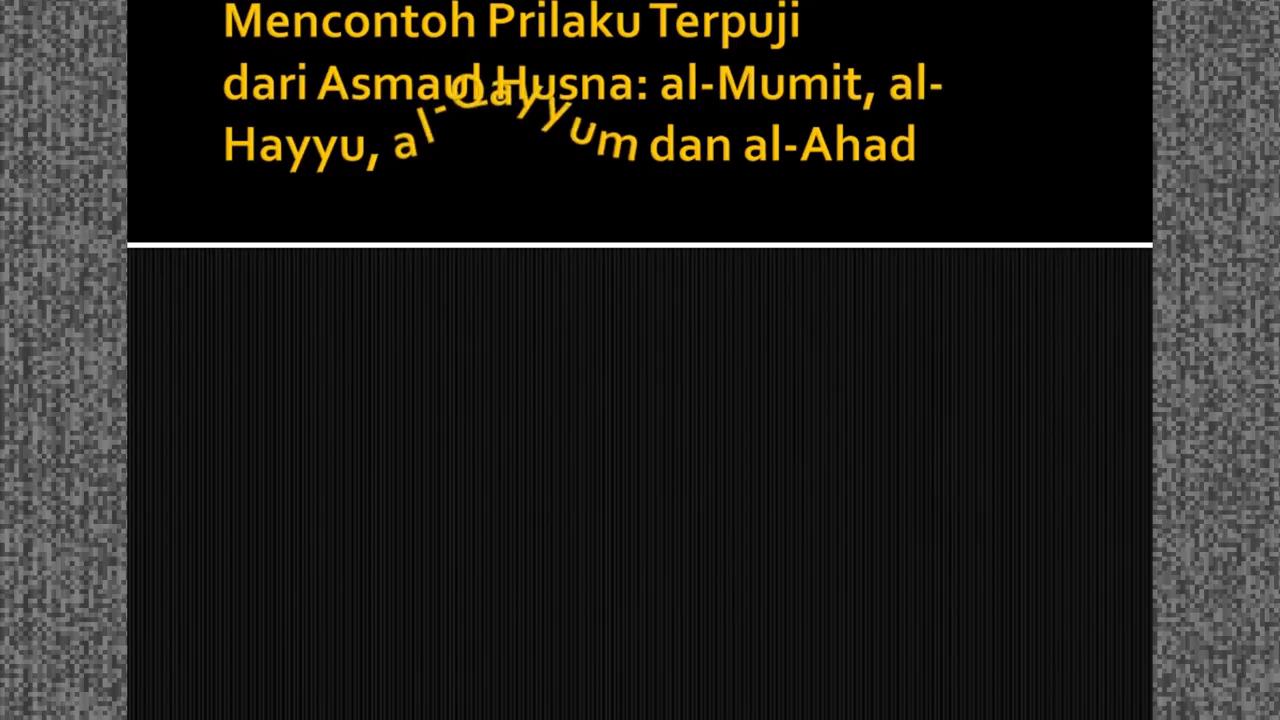 Mencontoh Prilaku Terpuji
dari Asmaul Husna: al-Mumit, al-
Hayyu, al-Qayyum dan al-Ahad